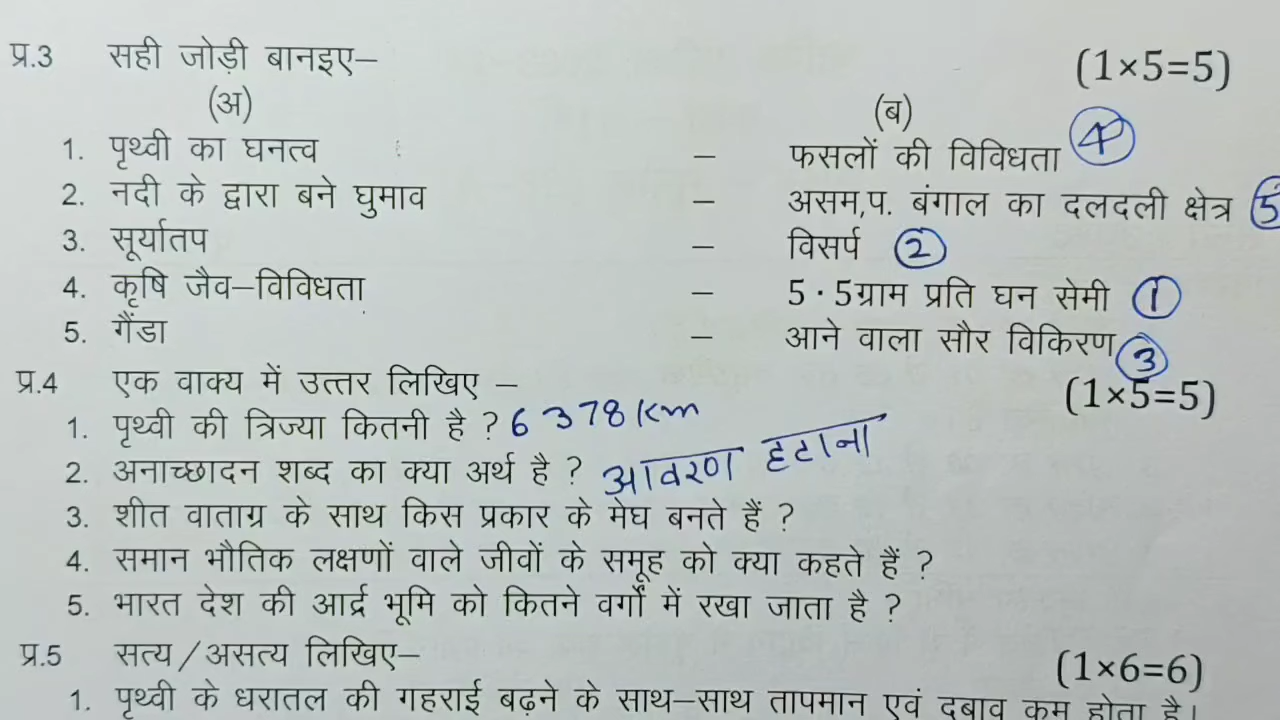 प्र.3 सही जोड़ी बानइए– (1×5=5)
(अ) (ब)
1. पृथ्वी का घनत्व – फसलों की विविधता 4
2. नदी के द्वारा बने घुमाव – असम,प. बंगाल का दलदली क्षेत्र 5
3. सूर्यातप – विसर्प 2
4. कृषि जैव–विविधता – 5·5ग्राम प्रति घन सेमी 1
5. गैंडा – आने वाला सौर विकिरण 3
प्र.4 एक वाक्य में उत्तर लिखिए – (1×5=5)
1. पृथ्वी की त्रिज्या कितनी है ? 6378 km
2. अनाच्छादन शब्द का क्या अर्थ है ? आवरण हटाना
3. शीत वाताग्र के साथ किस प्रकार के मेघ बनते हैं ?
4. समान भौतिक लक्षणों वाले जीवों के समूह को क्या कहते हैं ?
5. भारत देश की आर्द्र भूमि को कितने वर्गों में रखा जाता है ?
प्र.5 सत्य/असत्य लिखिए– (1×6=6)
1. पृथ्वी के धरातल की गहराई बढ़ने के साथ–साथ तापमान एवं दबाव कम होता है।